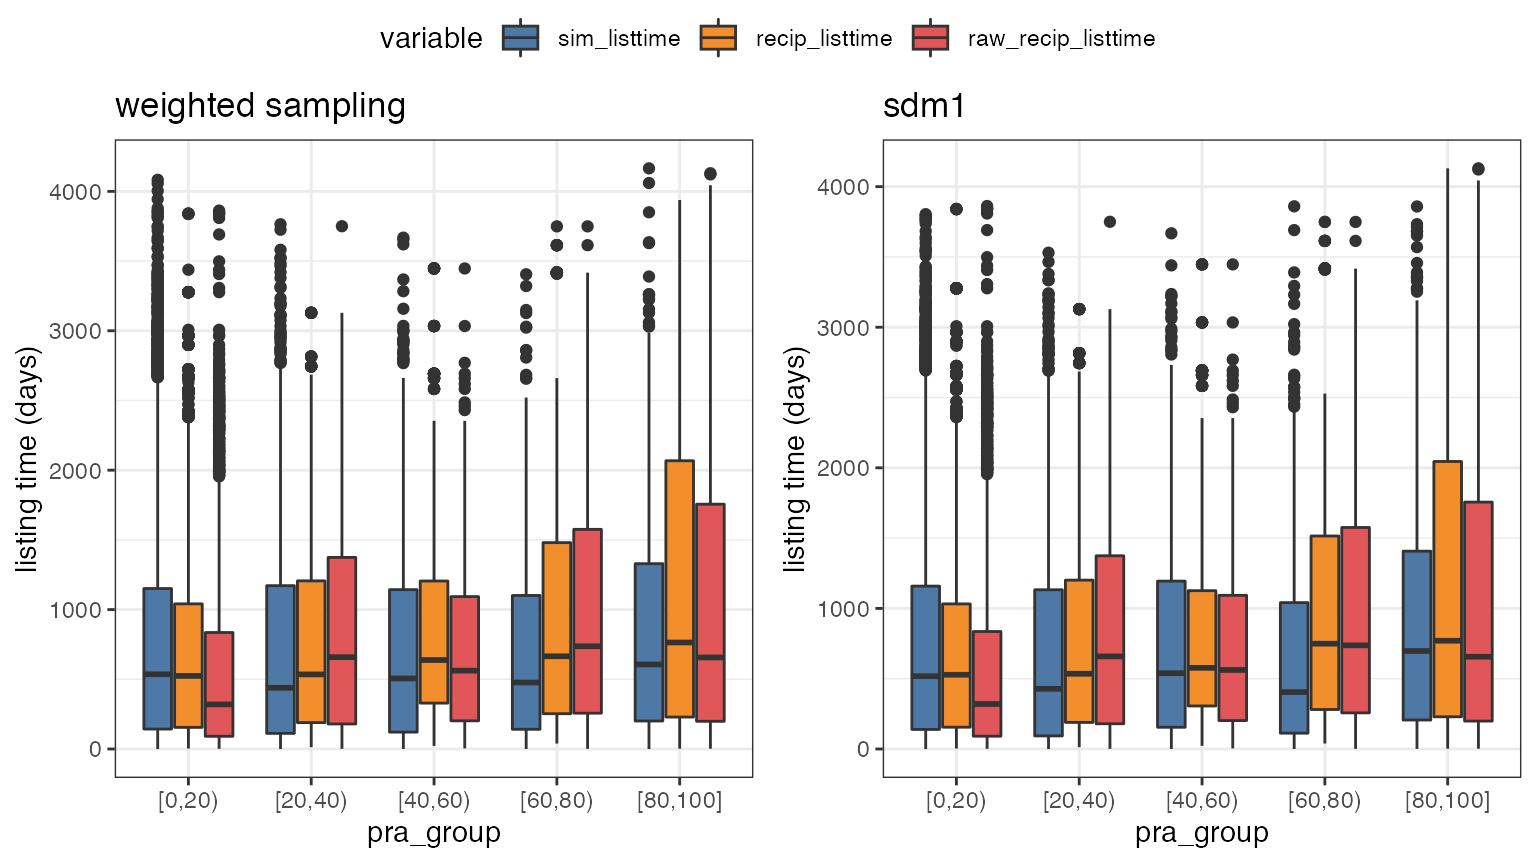 variable sim_listtime recip_listtime raw_recip_listtime
weighted sampling
listing time (days)
4000
3000
2000
1000
0
[0,20) [20,40) [40,60) [60,80) [80,100]
pra_group
sdm1
listing time (days)
4000
3000
2000
1000
0
[0,20) [20,40) [40,60) [60,80) [80,100]
pra_group